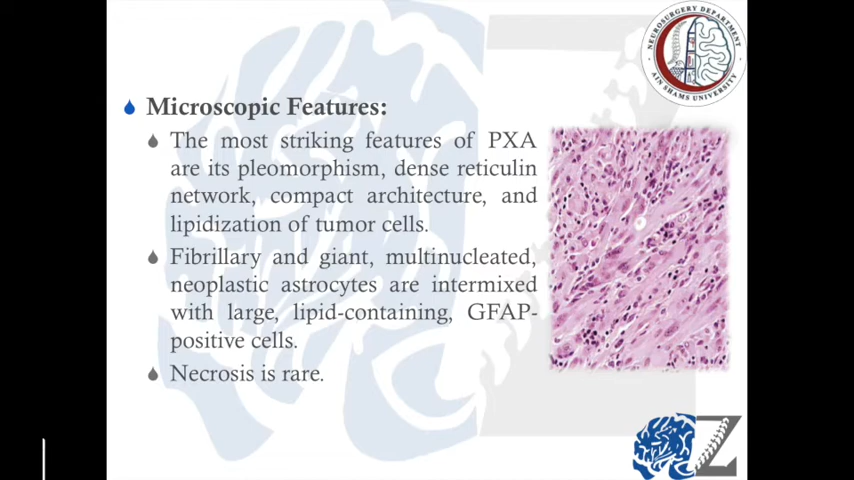 NEUROSURGERY DEPARTMENT
AIN SHAMS UNIVERSITY
Microscopic Features:
The most striking features of PXA
are its pleomorphism, dense reticulin
network, compact architecture, and
lipidization of tumor cells.
Fibrillary and giant, multinucleated,
neoplastic astrocytes are intermixed
with large, lipid-containing, GFAP-
positive cells.
Necrosis is rare.
Z